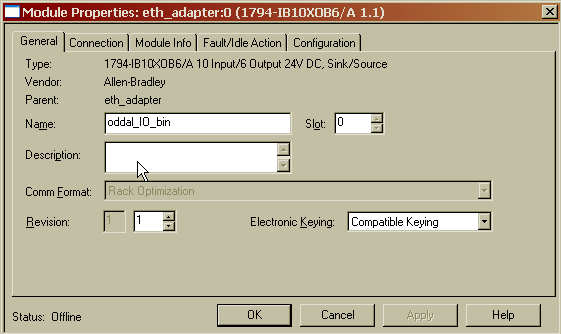 Module Properties: eth_adapter:0 (1794-IB10XOB6/A 1.1)
General Connection Module Info Fault/Idle Action Configuration
Type: 1794-IB10XOB6/A 10 Input/6 Output 24V DC, Sink/Source
Vendor: Allen-Bradley
Parent: eth_adapter
Name: oddal_IO_bin Slot: 0
Description:
Comm Format: Rack Optimization
Revision: 1 1 Electronic Keying: Compatible Keying
Status: Offline OK Cancel Apply Help